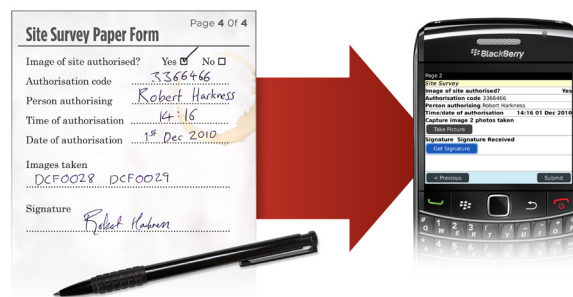 Page 4 Of 4
Site Survey Paper Form
Image of site authorised? Yes No
Authorisation code 3366466
Person authorising Robert Harkness
Time of authorisation 14:16
Date of authorisation 1st Dec 2010
Images taken
DCF0028 DCF0029
Signature
Robert Harkness
BlackBerry
Page 2
Site Survey
Image of site authorised? Yes
Authorisation code 3366466
Person authorising Robert Harkness
Time/date of authorisation 14:16 01 Dec 2010
Capture image 2 photos taken
Take Picture
Signature Signature Received
Get Signature
< Previous Submit